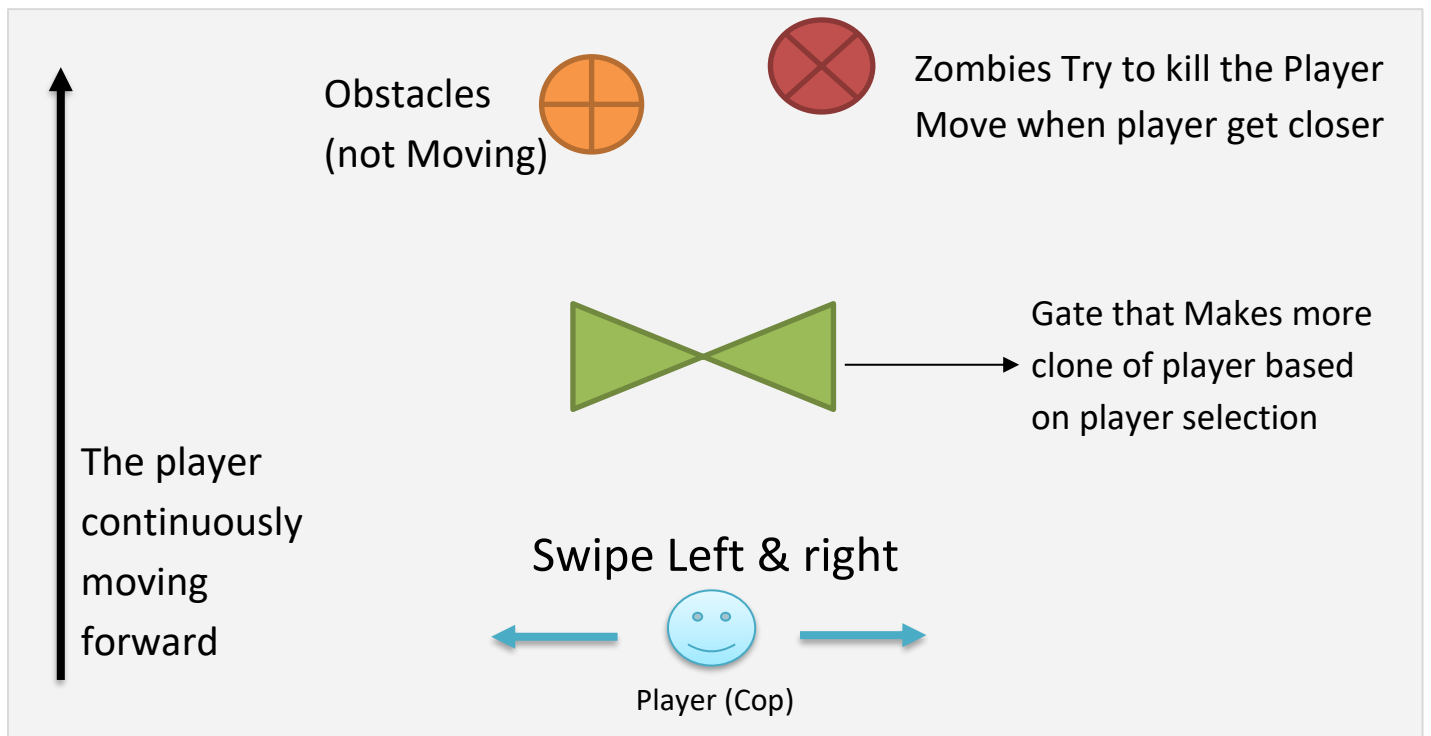 Obstacles
(not Moving)
Zombies Try to kill the Player
Move when player get closer
Gate that Makes more
clone of player based
on player selection
The player
continuously
moving
forward
Swipe Left & right
Player (Cop)